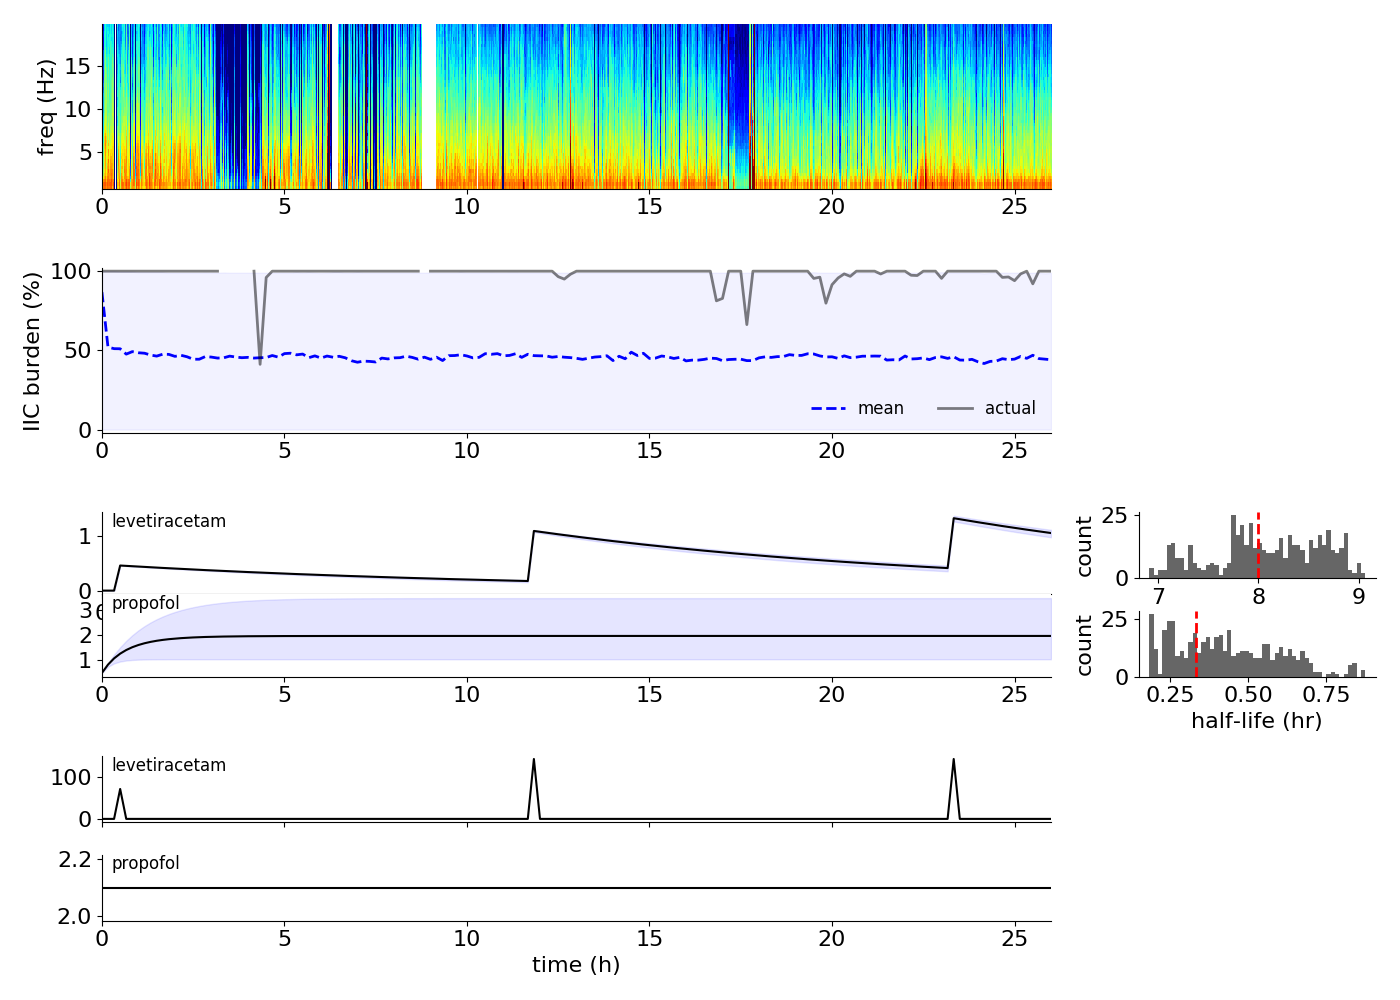 freq (Hz)
15
10
5
0 5 10 15 20 25
IIC burden (%)
100
50
0
mean actual
0 5 10 15 20 25
levetiracetam
1
0
propofol
3
2
1
0 5 10 15 20 25
count
25
0
7 8 9
count
25
0
0.25 0.50 0.75
half-life (hr)
levetiracetam
100
0
propofol
2.2
2.0
0 5 10 15 20 25
time (h)